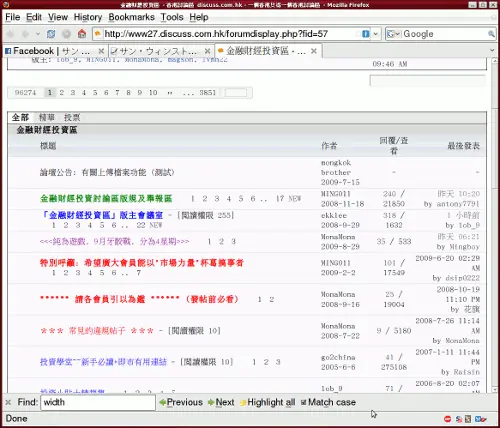 金融財經投資區 - 香港討論區 discuss.com.hk - Mozilla Firefox
File Edit View History Bookmarks Tools Help
http://www27.discuss.com.hk/forumdisplay.php?fid=57
Google
Facebook | サン
サン・ウィンスト...
金融財經投資區 - ...
版主: lob_9, MING011, MonaMona
09:46 AM
96274 1 2 3 4 5 6 7 8 9 10 ... 3851
全部 精華 投票
金融財經投資區
標題 作者 回覆/查看 最後發表
論壇公告: 有關上傳檔案功能 (測試) mongkok brother 2009-7-15 - -
金融財經投資討論區版規及舉報區 1 2 3 4 5 6 .. 17 NEW MING011 2008-11-18 240 / 21850 昨天 10:20 by antony7791
「金融財經投資區」版主會議室 - [閱讀權限 255] 1 2 3 4 5 6 .. 22 NEW ekklee 2008-9-29 318 / 1632 1 小時前 by lob_9
<<<純為遊戲, 9月牙骹戰, 分為4星期>>> 1 2 3 MonaMona 2009-8-29 35 / 533 昨天 06:21 by Mingboy
特別呼籲: 希望廣大會員能以"市場力量"杯葛搞事者 1 2 3 4 5 6 .. 7 MING011 2009-2-2 101 / 17549 2009-6-20 02:29 AM by dsip0222
****** 請各會員引以為鑑 ****** (發帖前必看) 1 2 MonaMona 2008-9-16 25 / 19004 2008-10-19 11:10 PM by 花旗
☆☆☆ 常見的違規帖子 ☆☆☆ - [閱讀權限 10] MonaMona 2008-7-22 9 / 5180 2008-7-26 11:14 AM by MonaMona
投資學堂~~新手必讀+即市有用連結 - [閱讀權限 10] 1 2 3 go2china 2005-6-6 41 / 275108 2007-1-11 11:44 PM by Raisin
lob_9 71 / 2006-8-20 02:07
Find: width Previous Next Highlight all Match case
Done